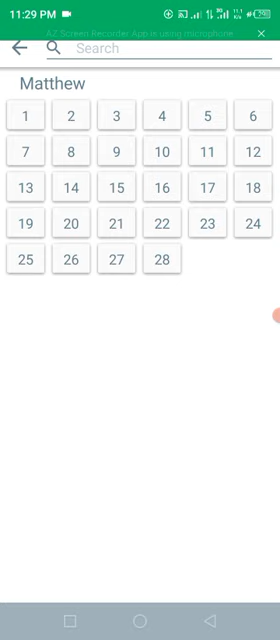 11:29 PM
AZ Screen Recorder App is using microphone
Search
Matthew
1 2 3 4 5 6
7 8 9 10 11 12
13 14 15 16 17 18
19 20 21 22 23 24
25 26 27 28